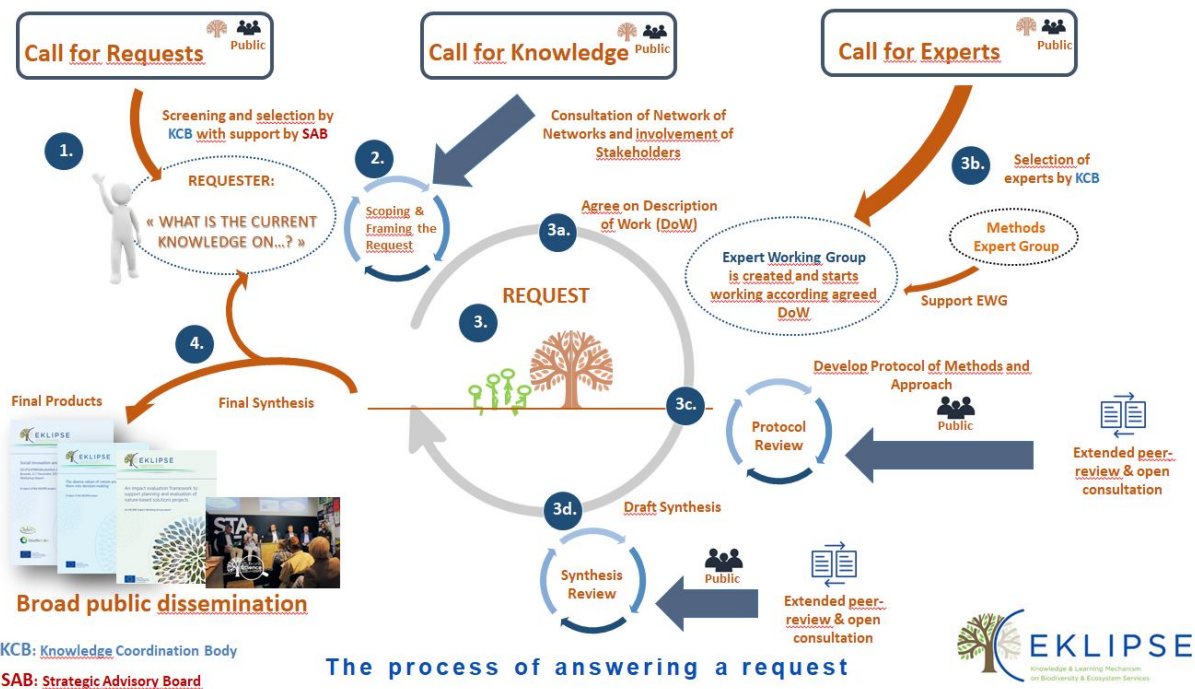 Call for Requests
Public
Call for Knowledge
Public
Call for Experts
Public
1.
Screening and selection by
KCB with support by SAB
REQUESTER:
« WHAT IS THE CURRENT
KNOWLEDGE ON...? »
2.
Scoping &
Framing the
Request
Consultation of Network of
Networks and involvement of
Stakeholders
3a.
Agree on Description
of Work (DoW)
3b.
Selection of
experts by KCB
Methods
Expert Group
Support EWG
Expert Working Group
is created and starts
working according agreed
DoW
REQUEST
3.
3c.
Develop Protocol of Methods and
Approach
Protocol
Review
Public
Extended peer-
review & open
consultation
3d.
Draft Synthesis
Synthesis
Review
Public
Extended peer-
review & open
consultation
4.
Final Synthesis
Final Products
EKLIPSE
EKLIPSE
EKLIPSE
An impact evaluation framework to
support planning and evaluation of
nature-based solutions projects
STA
Broad public dissemination
KCB: Knowledge Coordination Body
SAB: Strategic Advisory Board
The process of answering a request
EKLIPSE
Knowledge & Learning Mechanism
on Biodiversity & Ecosystem Services